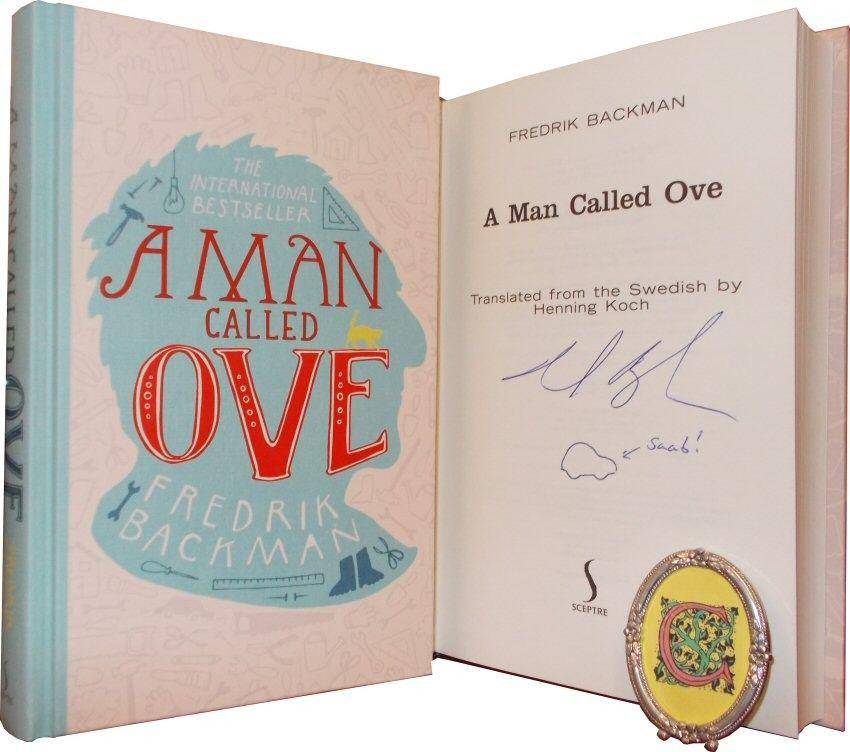 A MAN CALLED OVE
THE
INTERNATIONAL
BESTSELLER
A MAN
CALLED
OVE
FREDRIK
BACKMAN
FREDRIK BACKMAN
A Man Called Ove
Translated from the Swedish by
Henning Koch
Saab!
SCEPTRE